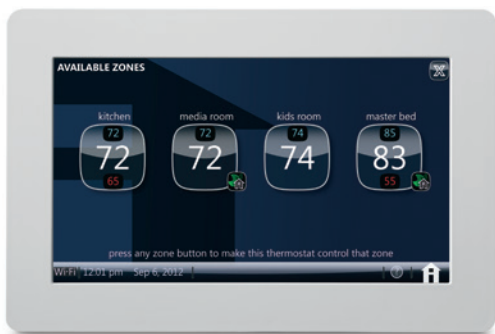 AVAILABLE ZONES
kitchen media room kids room master bed
72 72 74 85
72 72 74 83
65 55
press any zone button to make this thermostat control that zone
Wi-Fi 12:01 pm Sep 6, 2012